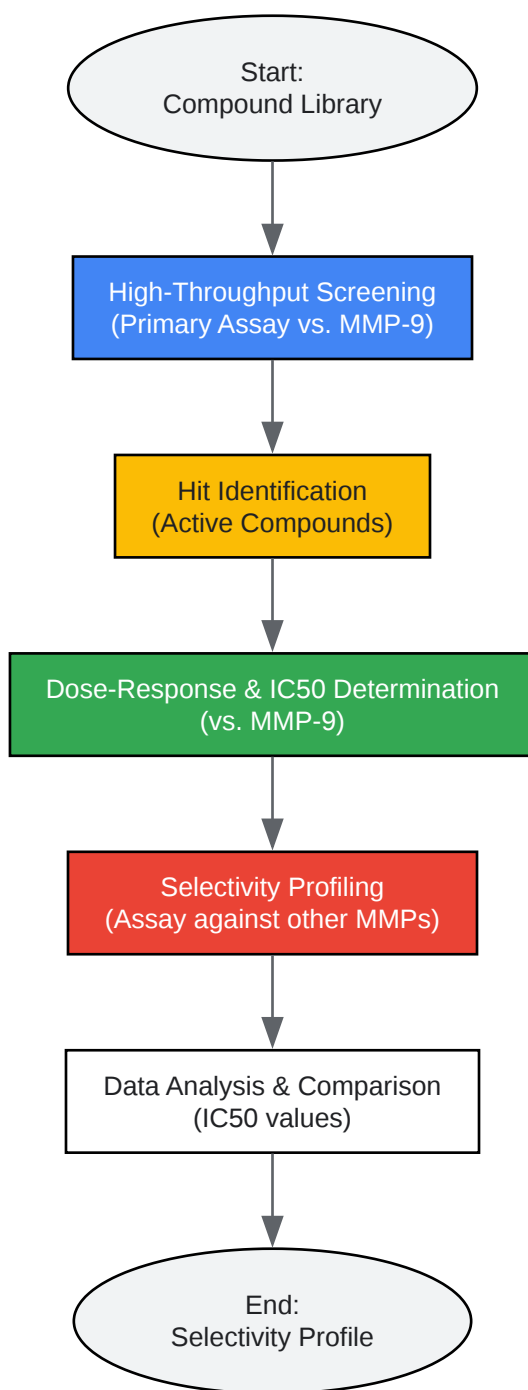 Start:
Compound Library
High-Throughput Screening
(Primary Assay vs. MMP-9)
Hit Identification
(Active Compounds)
Dose-Response & IC50 Determination
(vs. MMP-9)
Selectivity Profiling
(Assay against other MMPs)
Data Analysis & Comparison
(IC50 values)
End:
Selectivity Profile